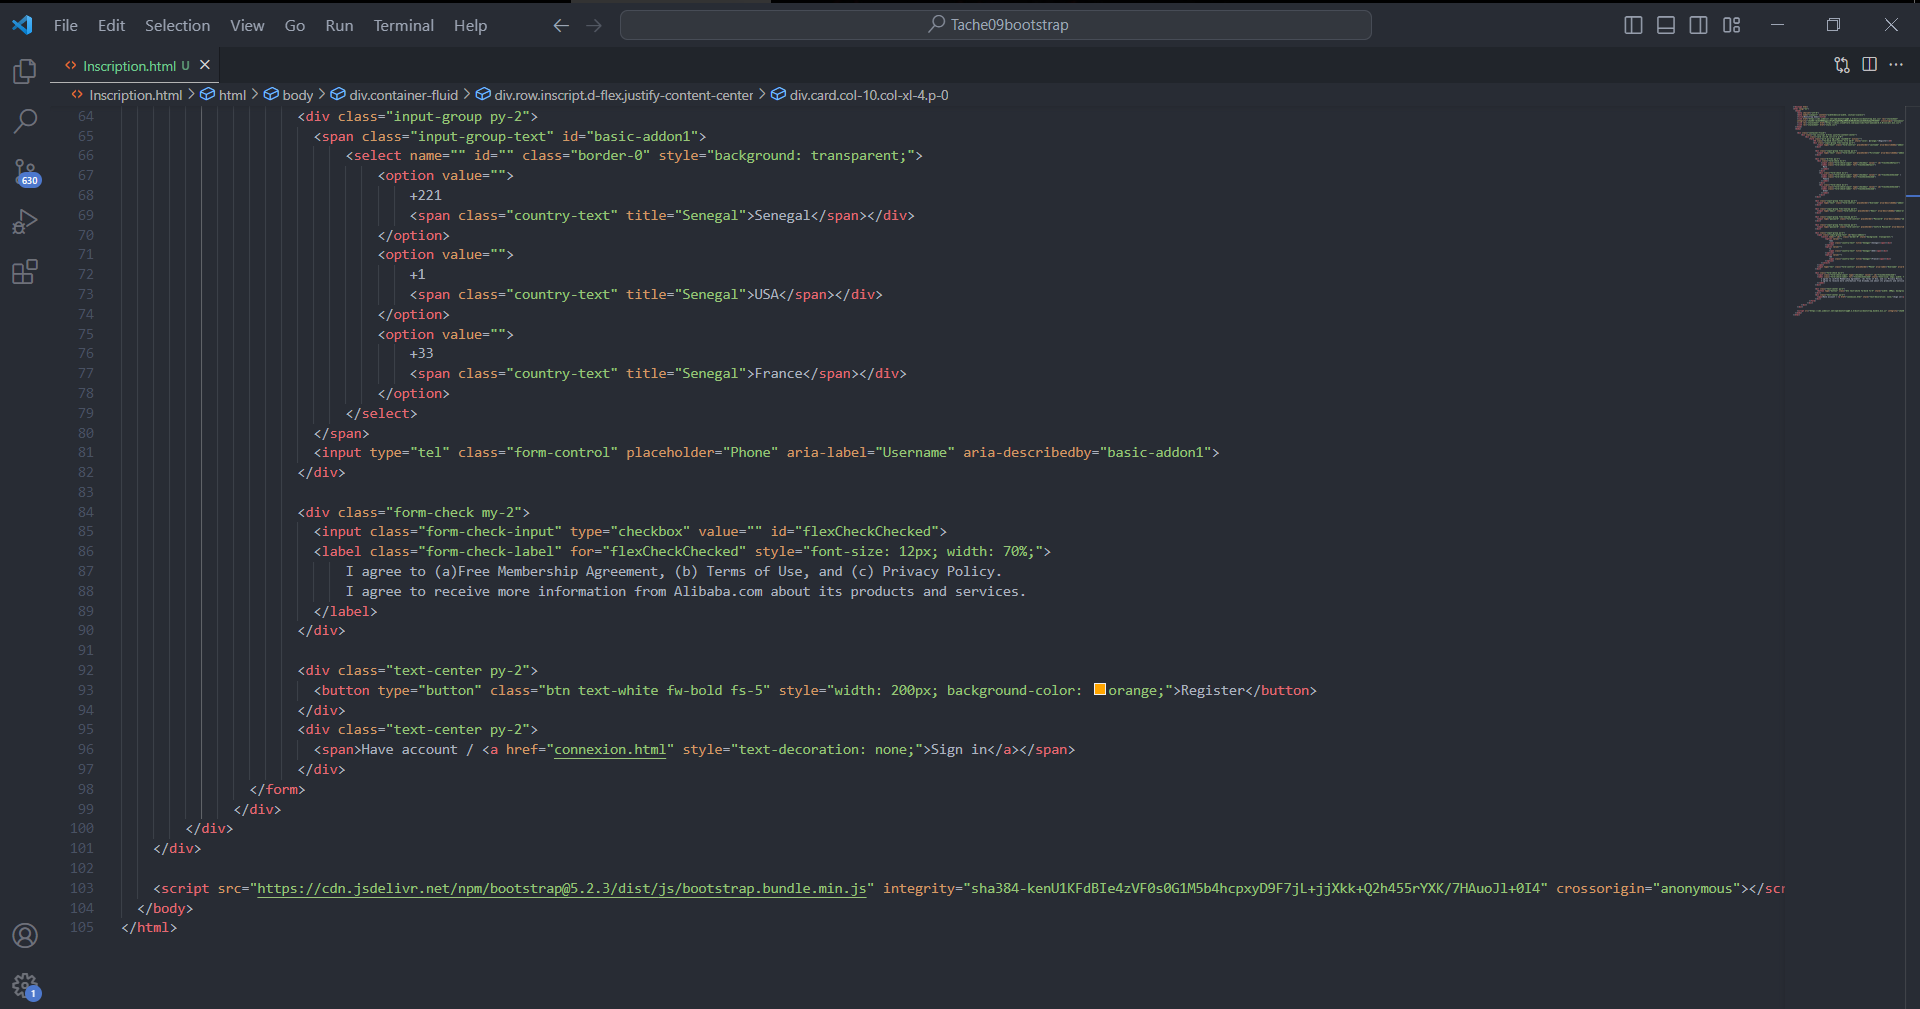 File Edit Selection View Go Run Terminal Help
Tache09bootstrap
Inscription.html U
Inscription.html > html > body > div.container-fluid > div.row.inscript.d-flex.justify-content-center > div.card.col-10.col-xl-4.p-0
64 <div class="input-group py-2">
65 <span class="input-group-text" id="basic-addon1">
66 <select name="" id="" class="border-0" style="background: transparent;">
67 <option value="">
68 +221
69 <span class="country-text" title="Senegal">Senegal</span></div>
70 </option>
71 <option value="">
72 +1
73 <span class="country-text" title="Senegal">USA</span></div>
74 </option>
75 <option value="">
76 +33
77 <span class="country-text" title="Senegal">France</span></div>
78 </option>
79 </select>
80 </span>
81 <input type="tel" class="form-control" placeholder="Phone" aria-label="Username" aria-describedby="basic-addon1">
82 </div>
83
84 <div class="form-check my-2">
85 <input class="form-check-input" type="checkbox" value="" id="flexCheckChecked">
86 <label class="form-check-label" for="flexCheckChecked" style="font-size: 12px; width: 70%;">
87 I agree to (a)Free Membership Agreement, (b) Terms of Use, and (c) Privacy Policy.
88 I agree to receive more information from Alibaba.com about its products and services.
89 </label>
90 </div>
91
92 <div class="text-center py-2">
93 <button type="button" class="btn text-white fw-bold fs-5" style="width: 200px; background-color: orange;">Register</button>
94 </div>
95 <div class="text-center py-2">
96 <span>Have account / <a href="connexion.html" style="text-decoration: none;">Sign in</a></span>
97 </div>
98 </form>
99 </div>
100 </div>
101 </div>
102
103 <script src="https://cdn.jsdelivr.net/npm/bootstrap@5.2.3/dist/js/bootstrap.bundle.min.js" integrity="sha384-kenU1KFdBIe4zVF0s0G1M5b4hcpxyD9F7jL+jjXkk+Q2h455rYXK/7HAuoJl+0I4" crossorigin="anonymous"></scr
104 </body>
105 </html>
630
1